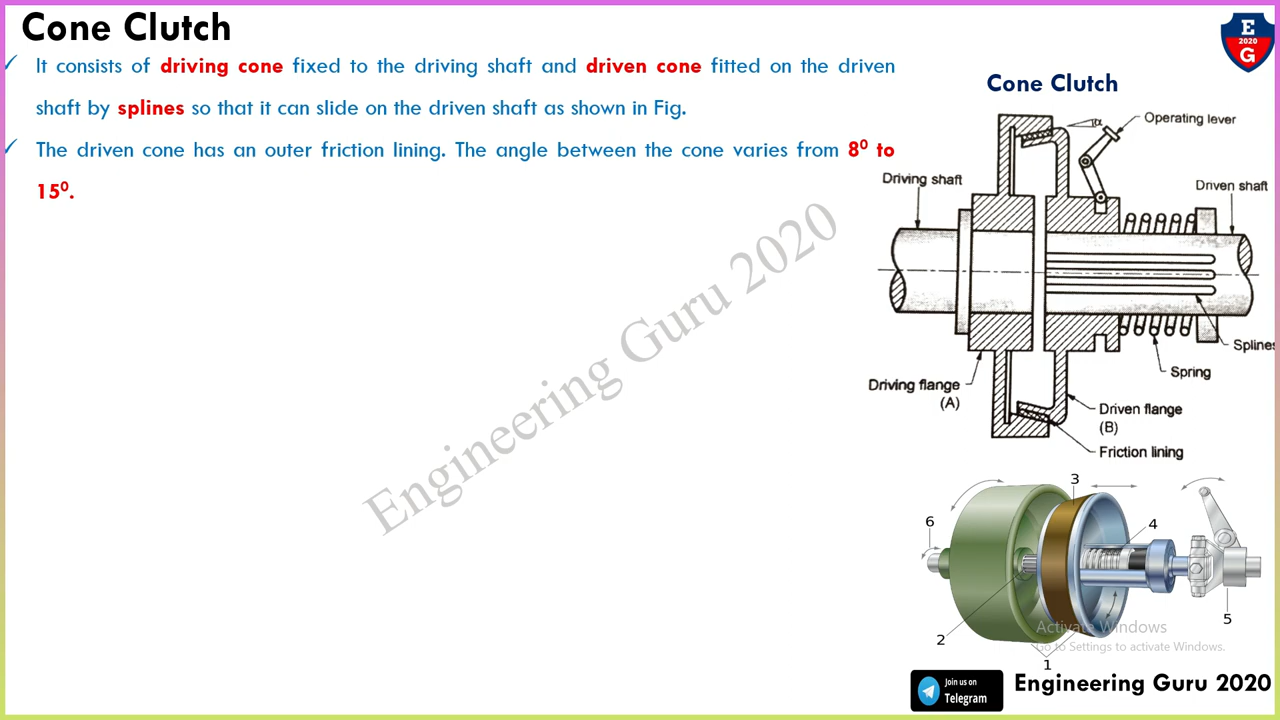 Cone Clutch
✓ It consists of driving cone fixed to the driving shaft and driven cone fitted on the driven
shaft by splines so that it can slide on the driven shaft as shown in Fig.
✓ The driven cone has an outer friction lining. The angle between the cone varies from 8⁰ to
15⁰.
E
2020
G
Cone Clutch
α
Operating lever
Driving shaft
Driven shaft
Splines
Spring
Driving flange
(A)
Driven flange
(B)
Friction lining
Engineering Guru 2020
3
6
4
2
5
1
Activate Windows
Go to Settings to activate Windows.
Join us on
Telegram
Engineering Guru 2020